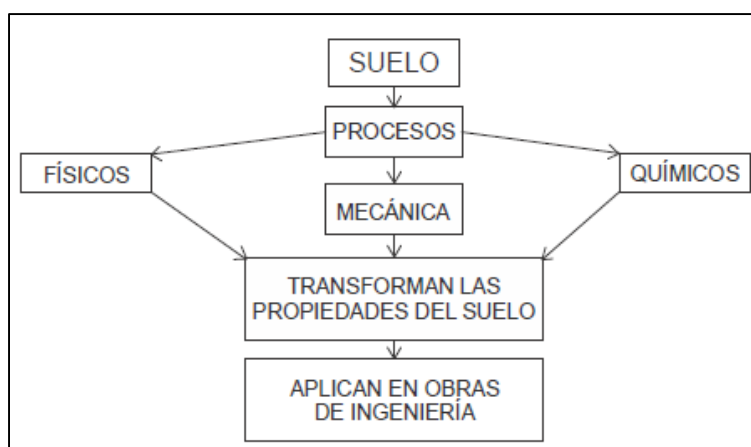 SUELO
PROCESOS
FÍSICOS
QUÍMICOS
MECÁNICA
TRANSFORMAN LAS
PROPIEDADES DEL SUELO
APLICAN EN OBRAS
DE INGENIERÍA